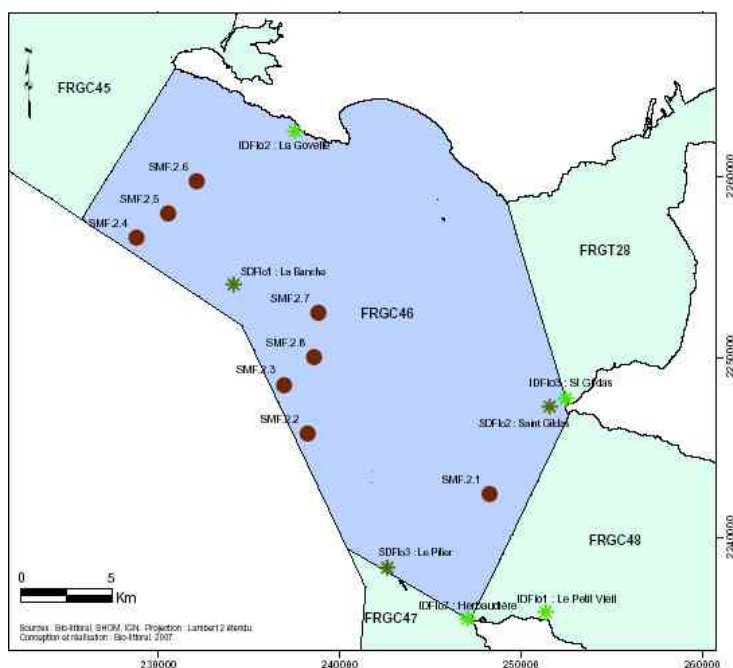 FRGC45
IDFlo2 : La Govelle
SMF.2.6
SMF.2.5
SMF.2.4
2260000
FRGT28
SDFlo1 : La Banche
SMF.2.7
FRGC46
SMF.2.8
2250000
SMF.2.3
IDFlo3 : St Gildas
SDFlo2 : Saint Gildas
SMF.2.2
SMF.2.1
FRGC48
2240000
SDFlo3 : Le Pilier
0 5
Km
IDFlo7 : Herbaudière
IDFlo1 : Le Petit Vieil
FRGC47
Sources : Bio-littoral, SHOM, IGN. Projection : Lambert 2 étendu.
Conception et réalisation : Bio-littoral, 2007
230000 240000 250000 260000